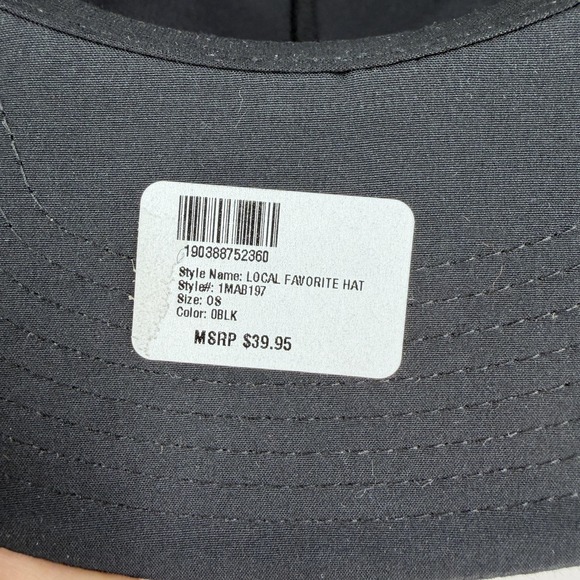 190388752360
Style Name: LOCAL FAVORITE HAT
Style#: 1MAB197
Size: OS
Color: 0BLK
MSRP $39.95